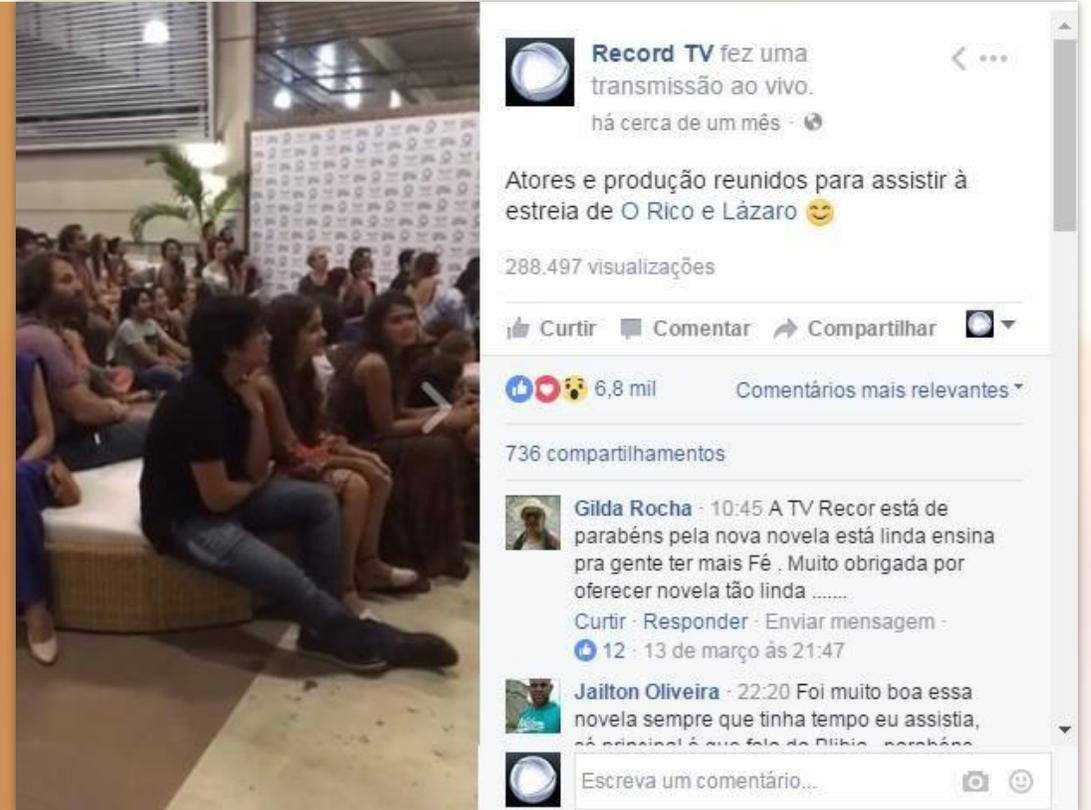 Record TV fez uma
transmissão ao vivo.
há cerca de um mês ·
Atores e produção reunidos para assistir à
estreia de O Rico e Lázaro 😊
288.497 visualizações
Curtir Comentar Compartilhar
6,8 mil Comentários mais relevantes
736 compartilhamentos
Gilda Rocha · 10:45 A TV Recor está de
parabéns pela nova novela está linda ensina
pra gente ter mais Fé . Muito obrigada por
oferecer novela tão linda .......
Curtir · Responder · Enviar mensagem ·
12 · 13 de março às 21:47
Jailton Oliveira · 22:20 Foi muito boa essa
novela sempre que tinha tempo eu assistia,
Escreva um comentário...